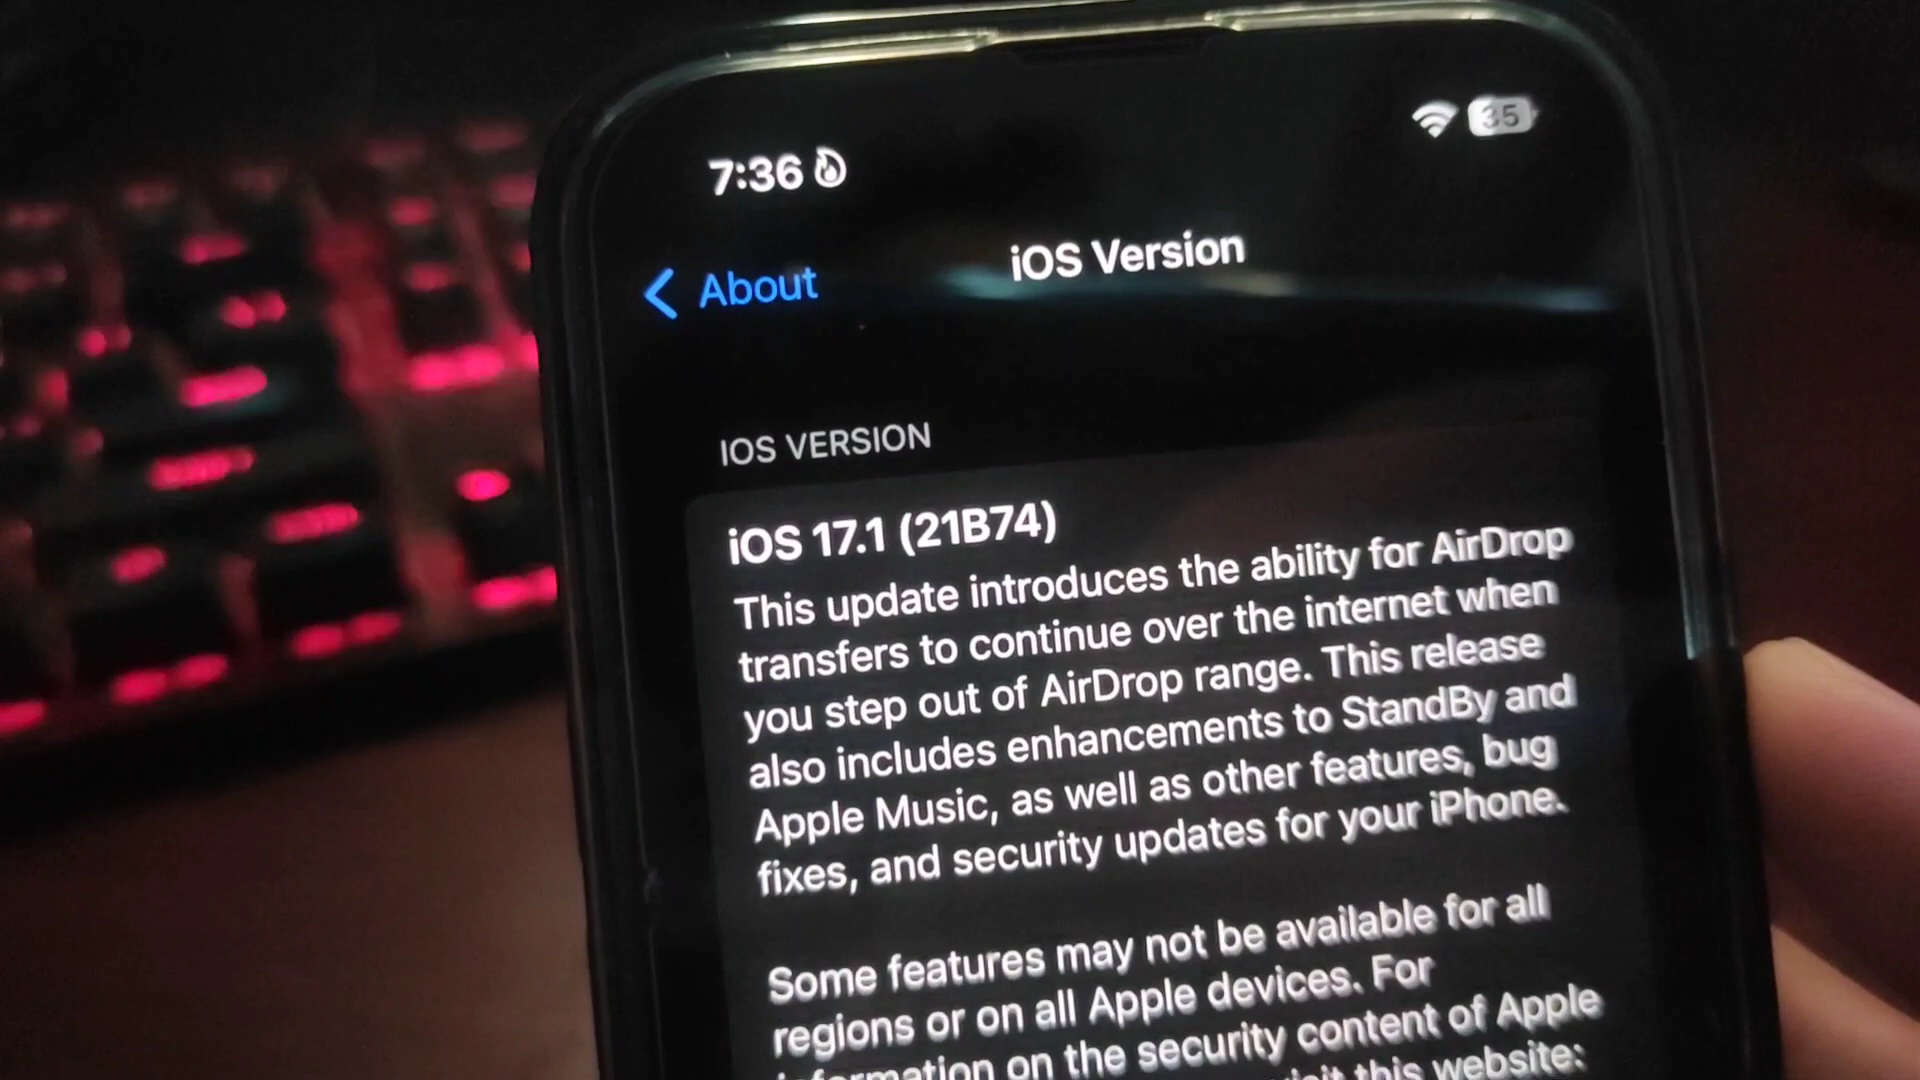 7:36
35
About
iOS Version
IOS VERSION
iOS 17.1 (21B74)
This update introduces the ability for AirDrop
transfers to continue over the internet when
you step out of AirDrop range. This release
also includes enhancements to StandBy and
Apple Music, as well as other features, bug
fixes, and security updates for your iPhone.
Some features may not be available for all
regions or on all Apple devices. For
information on the security content of Apple
visit this website: